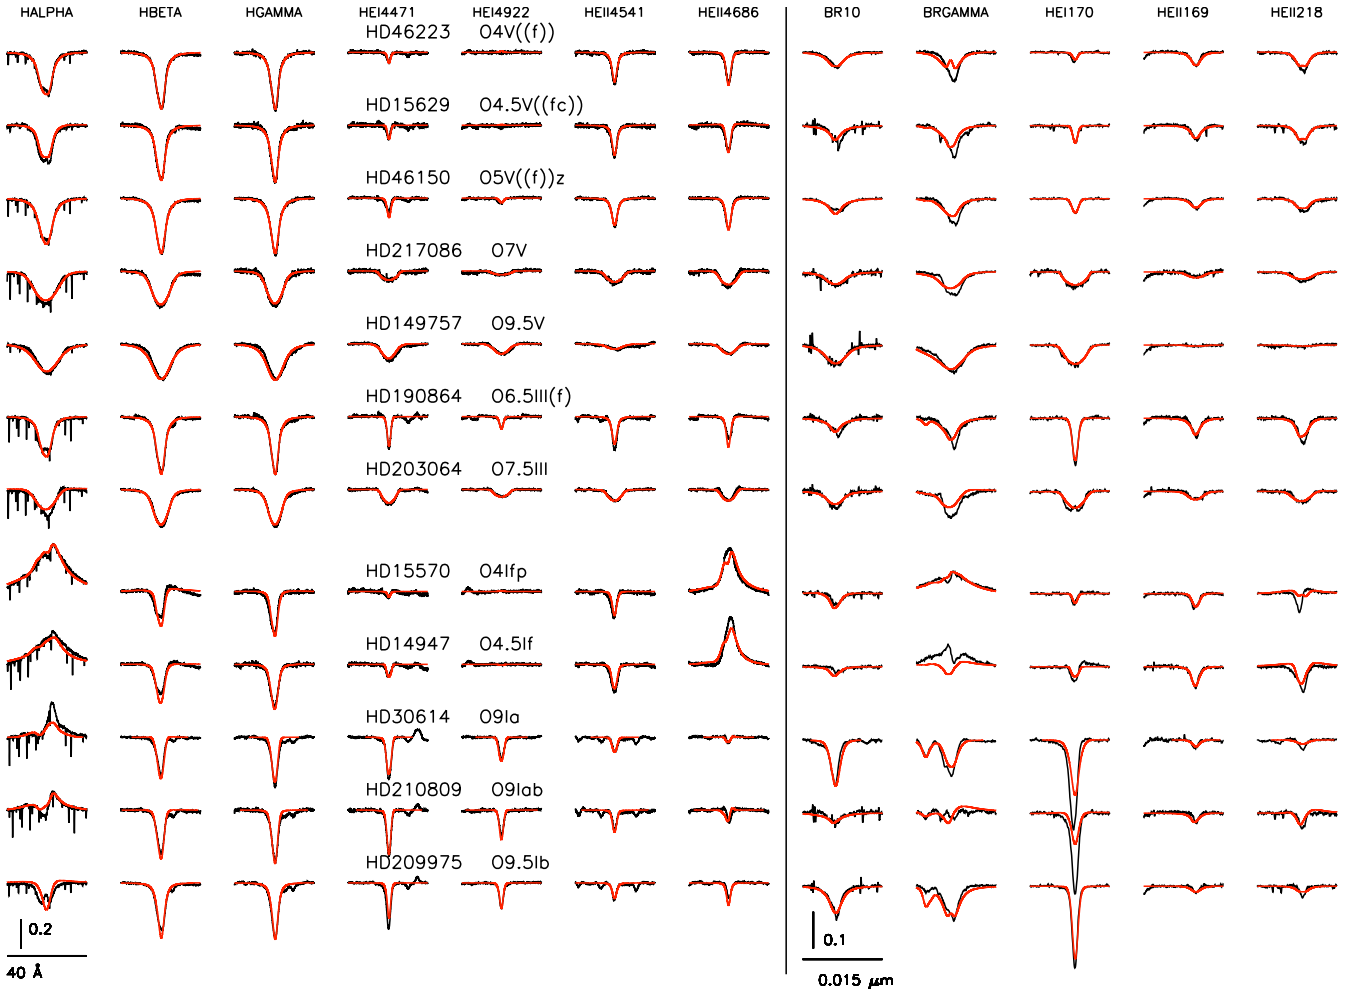 HALPHA HBETA HGAMMA HEI4471 HEI4922 HEII4541 HEII4686 BR10 BRGAMMA HEI170 HEII169 HEII218
HD46223 O4V((f))
HD15629 O4.5V((fc))
HD46150 O5V((f))z
HD217086 O7V
HD149757 O9.5V
HD190864 O6.5III(f)
HD203064 O7.5III
HD15570 O4Ifp
HD14947 O4.5If
HD30614 O9Ia
HD210809 O9Iab
HD209975 O9.5Ib
0.2 0.1
40 Å 0.015 μm